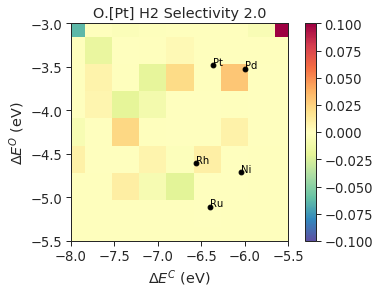 O.[Pt] H2 Selectivity 2.0
−3.0
−3.5
−4.0
−4.5
−5.0
−5.5
ΔE^O (eV)
Pt
Pd
Rh
Ni
Ru
−8.0 −7.5 −7.0 −6.5 −6.0 −5.5
ΔE^C (eV)
0.100
0.075
0.050
0.025
0.000
−0.025
−0.050
−0.075
−0.100